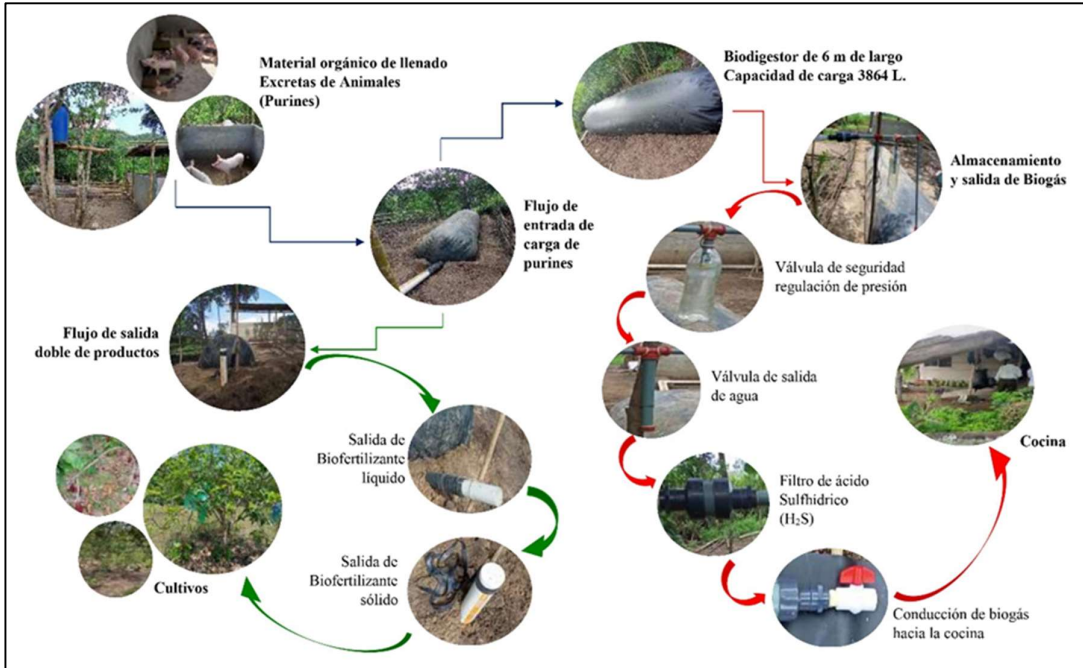 Material orgánico de llenado
Excretas de Animales
(Purines)
Biodigestor de 6 m de largo
Capacidad de carga 3864 L.
Almacenamiento
y salida de Biogás
Flujo de
entrada de
carga de
purines
Válvula de seguridad
regulación de presión
Flujo de salida
doble de productos
Válvula de salida
de agua
Cocina
Salida de
Biofertilizante
líquido
Filtro de ácido
Sulfhídrico
(H₂S)
Salida de
Biofertilizante
sólido
Cultivos
Conducción de biogás
hacia la cocina